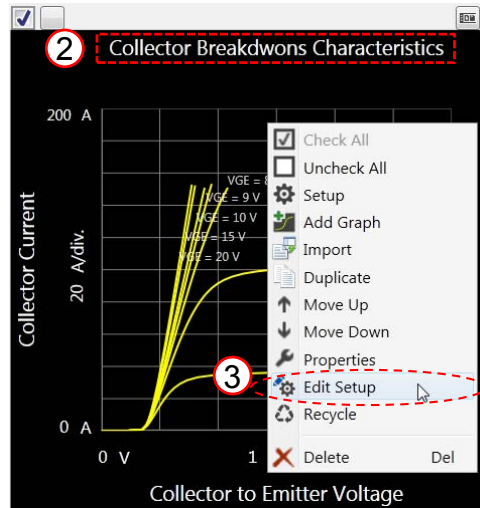 2 Collector Breakdwons Characteristics
200 A
Collector Current
20 A/div.
0 A
0 V
1
Collector to Emitter Voltage
VGE =
VGE = 9 V
VGE = 10 V
VGE = 15 V
VGE = 20 V
Check All
Uncheck All
Setup
Add Graph
Import
Duplicate
Move Up
Move Down
Properties
3 Edit Setup
Recycle
Delete Del